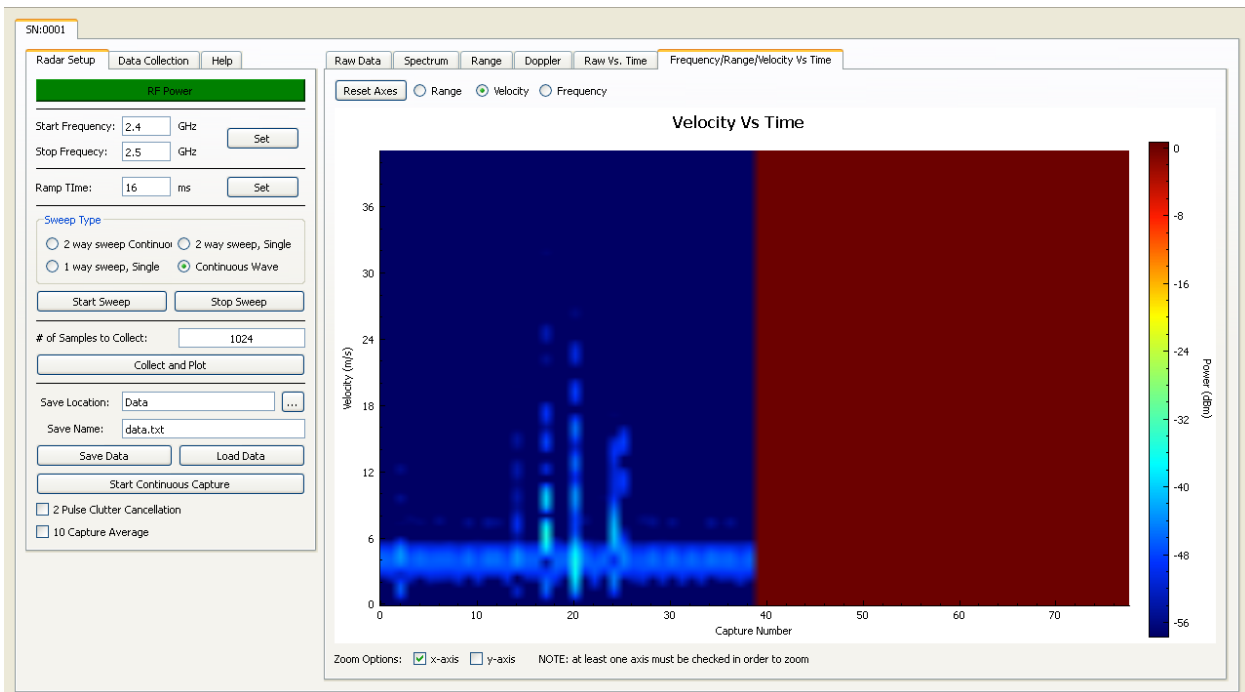 SN:0001
Radar Setup Data Collection Help
RF Power
Start Frequency: 2.4 GHz Set
Stop Frequecy: 2.5 GHz
Ramp TIme: 16 ms Set
Sweep Type
2 way sweep Continuo 2 way sweep, Single
1 way sweep, Single Continuous Wave
Start Sweep Stop Sweep
# of Samples to Collect: 1024
Collect and Plot
Save Location: Data ...
Save Name: data.txt
Save Data Load Data
Start Continuous Capture
2 Pulse Clutter Cancellation
10 Capture Average
Raw Data Spectrum Range Doppler Raw Vs. Time Frequency/Range/Velocity Vs Time
Reset Axes Range Velocity Frequency
Velocity Vs Time
36
30
24
18
12
6
0
Velocity (m/s)
0 10 20 30 40 50 60 70
Capture Number
0
-8
-16
-24
-32
-40
-48
-56
Power (dBm)
Zoom Options: x-axis y-axis NOTE: at least one axis must be checked in order to zoom